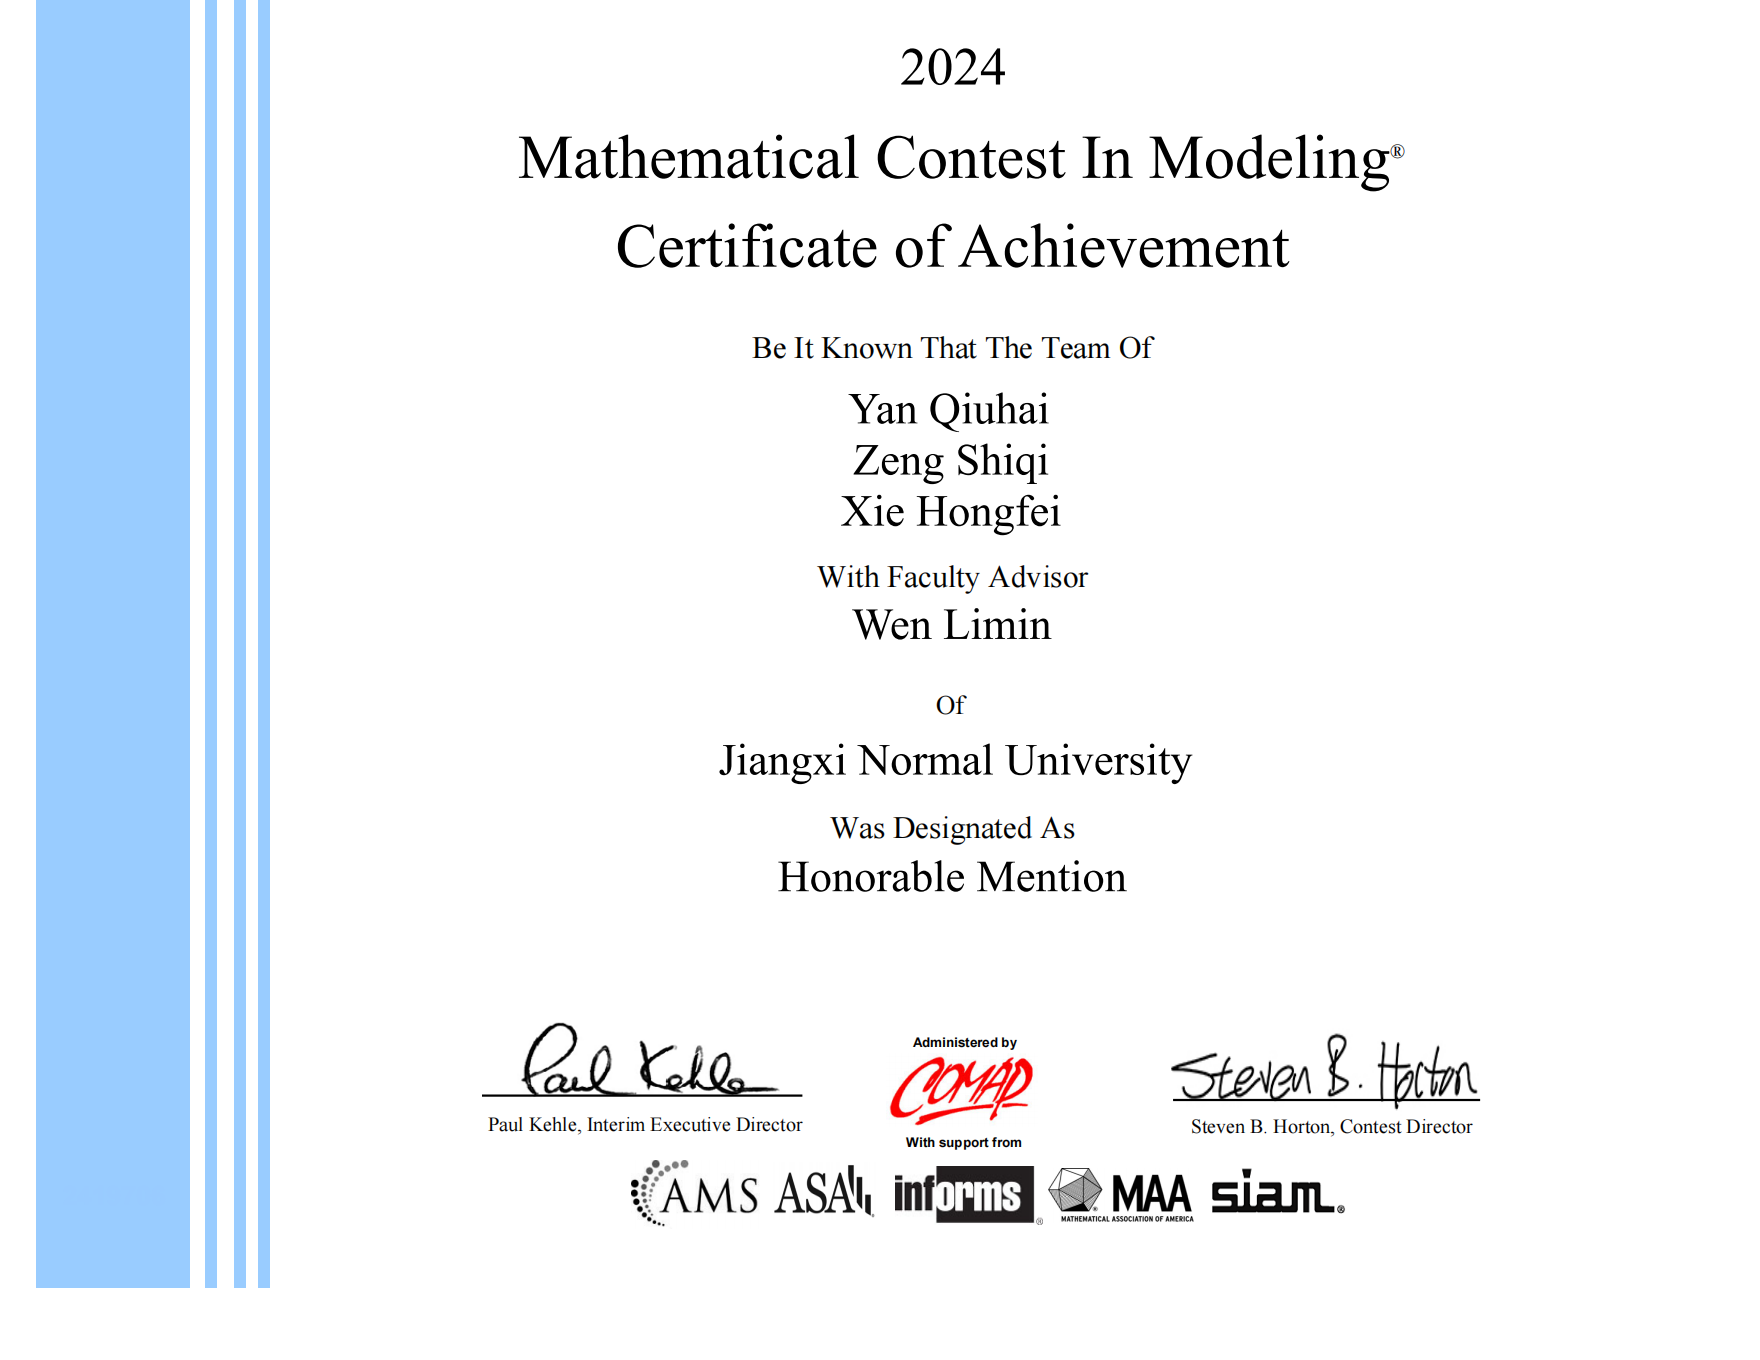 2024
Mathematical Contest In Modeling®
Certificate of Achievement
Be It Known That The Team Of
Yan Qiuhai
Zeng Shiqi
Xie Hongfei
With Faculty Advisor
Wen Limin
Of
Jiangxi Normal University
Was Designated As
Honorable Mention
Paul Kehle
Administered by
COMAP
Steven B. Horton
Paul Kehle, Interim Executive Director
Steven B. Horton, Contest Director
With support from
AMS ASA informs® MAA siam®
MATHEMATICAL ASSOCIATION OF AMERICA